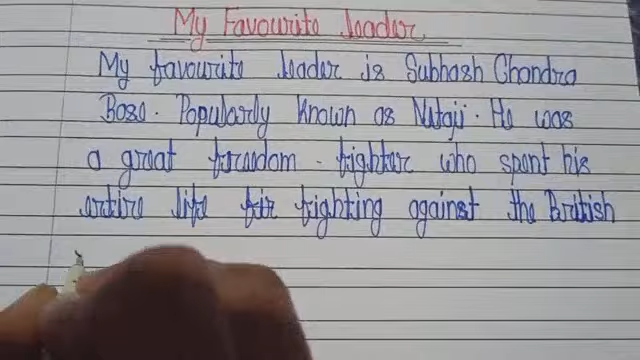 My Favourite leader
My favourite leader is Subhash Chandra
Bose. Popularly known as Netaji. He was
a great freedom-fighter who spent his
entire life for frighting against the British